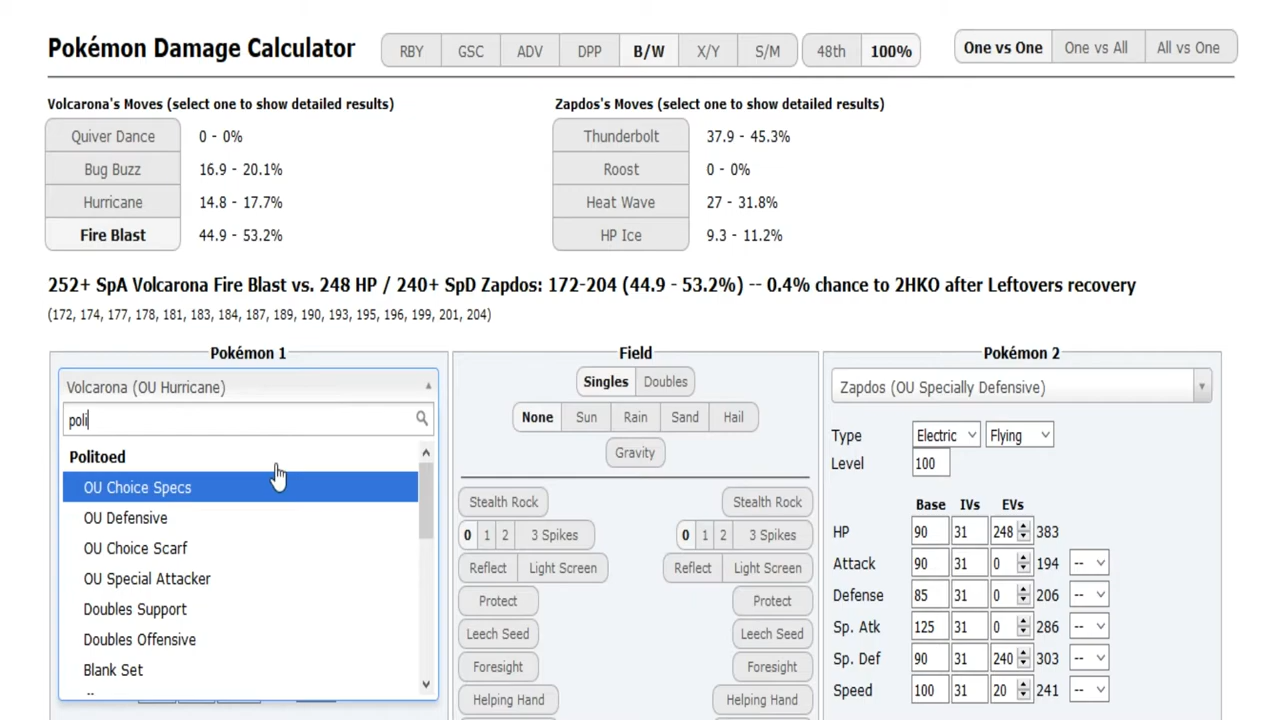 Pokémon Damage Calculator
RBY GSC ADV DPP B/W X/Y S/M 48th 100% One vs One One vs All All vs One
Volcarona's Moves (select one to show detailed results)
Quiver Dance 0 - 0%
Bug Buzz 16.9 - 20.1%
Hurricane 14.8 - 17.7%
Fire Blast 44.9 - 53.2%
Zapdos's Moves (select one to show detailed results)
Thunderbolt 37.9 - 45.3%
Roost 0 - 0%
Heat Wave 27 - 31.8%
HP Ice 9.3 - 11.2%
252+ SpA Volcarona Fire Blast vs. 248 HP / 240+ SpD Zapdos: 172-204 (44.9 - 53.2%) -- 0.4% chance to 2HKO after Leftovers recovery
(172, 174, 177, 178, 181, 183, 184, 187, 189, 190, 193, 195, 196, 199, 201, 204)
Pokémon 1
Volcarona (OU Hurricane)
poli
Politoed
OU Choice Specs
OU Defensive
OU Choice Scarf
OU Special Attacker
Doubles Support
Doubles Offensive
Blank Set
Field
Singles Doubles
None Sun Rain Sand Hail
Gravity
Stealth Rock Stealth Rock
0 1 2 3 Spikes 0 1 2 3 Spikes
Reflect Light Screen Reflect Light Screen
Protect Protect
Leech Seed Leech Seed
Foresight Foresight
Helping Hand Helping Hand
Pokémon 2
Zapdos (OU Specially Defensive)
Type Electric Flying
Level 100
Base IVs EVs
HP 90 31 248 383
Attack 90 31 0 194 --
Defense 85 31 0 206 --
Sp. Atk 125 31 0 286 --
Sp. Def 90 31 240 303 --
Speed 100 31 20 241 --